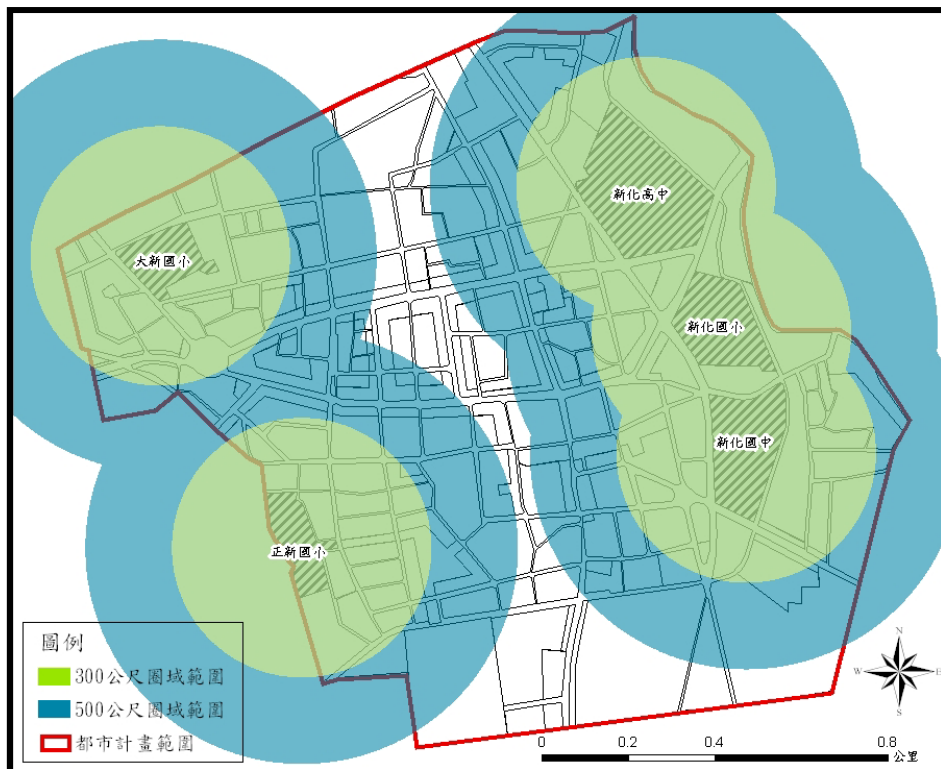 新化高中
大新國小
新化國小
新化國中
正新國小
圖例
300公尺圈域範圍
500公尺圈域範圍
都市計畫範圍
N
W
E
S
0 0.2 0.4 0.8
公里